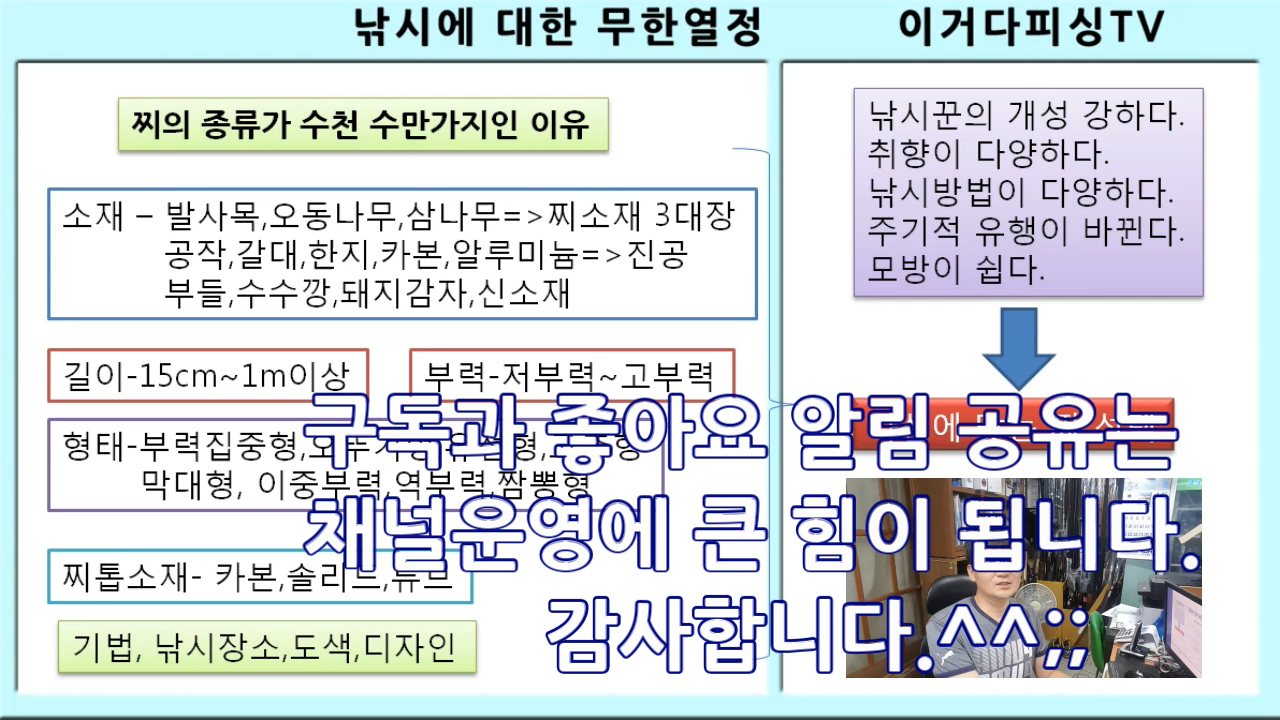 낚시에 대한 무한열정
이거다피싱TV
찌의 종류가 수천 수만가지인 이유
소재 – 발사목,오동나무,삼나무=>찌소재 3대장
공작,갈대,한지,카본,알루미늄=>진공
부들,수수깡,돼지감자,신소재
길이-15cm~1m이상
부력-저부력~고부력
형태-부력집중형,
막대형, 이중부력,역부력,짬뽕형
찌톱소재- 카본,솔리드,튜브
기법, 낚시장소,도색,디자인
낚시꾼의 개성 강하다.
취향이 다양하다.
낚시방법이 다양하다.
주기적 유행이 바뀐다.
모방이 쉽다.
구독과 좋아요 알림 공유는
채널운영에 큰 힘이 됩니다.
감사합니다.^^;;